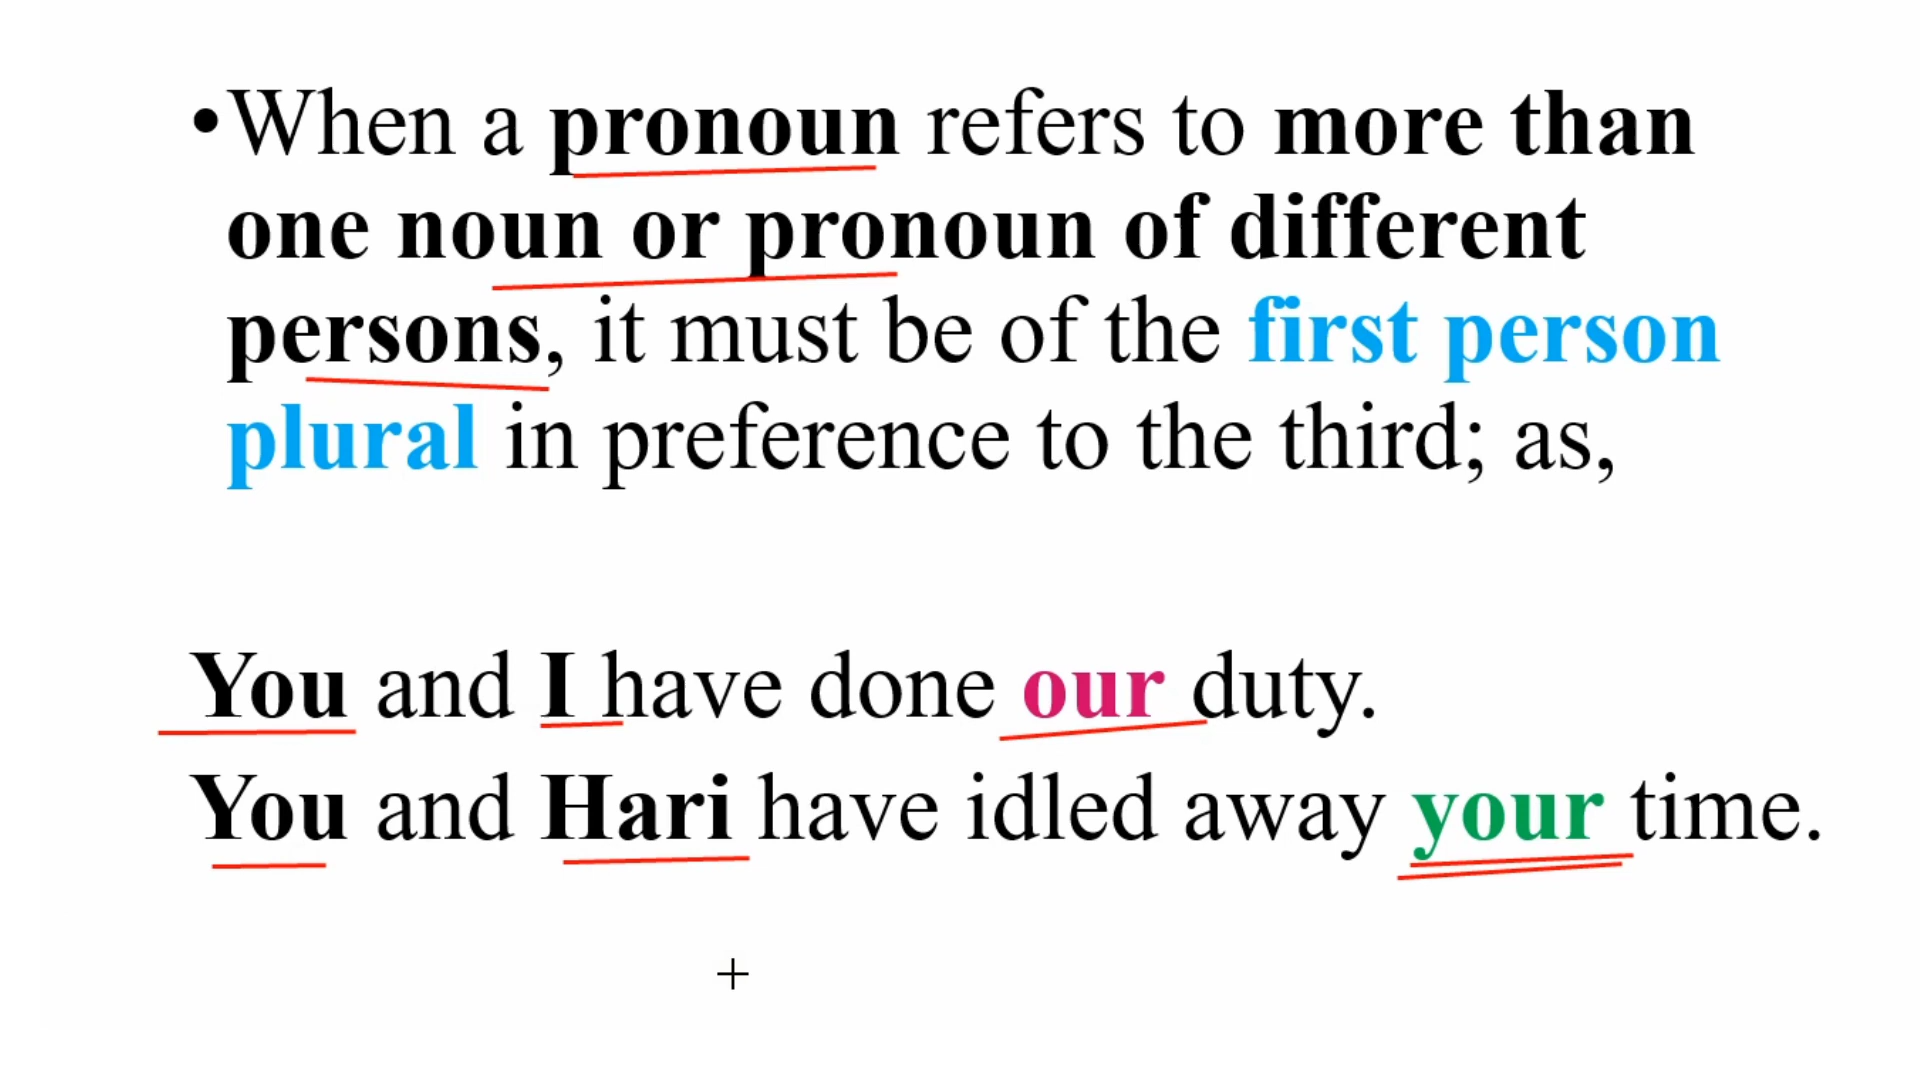 •When a pronoun refers to more than
one noun or pronoun of different
persons, it must be of the first person
plural in preference to the third; as,
You and I have done our duty.
You and Hari have idled away your time.